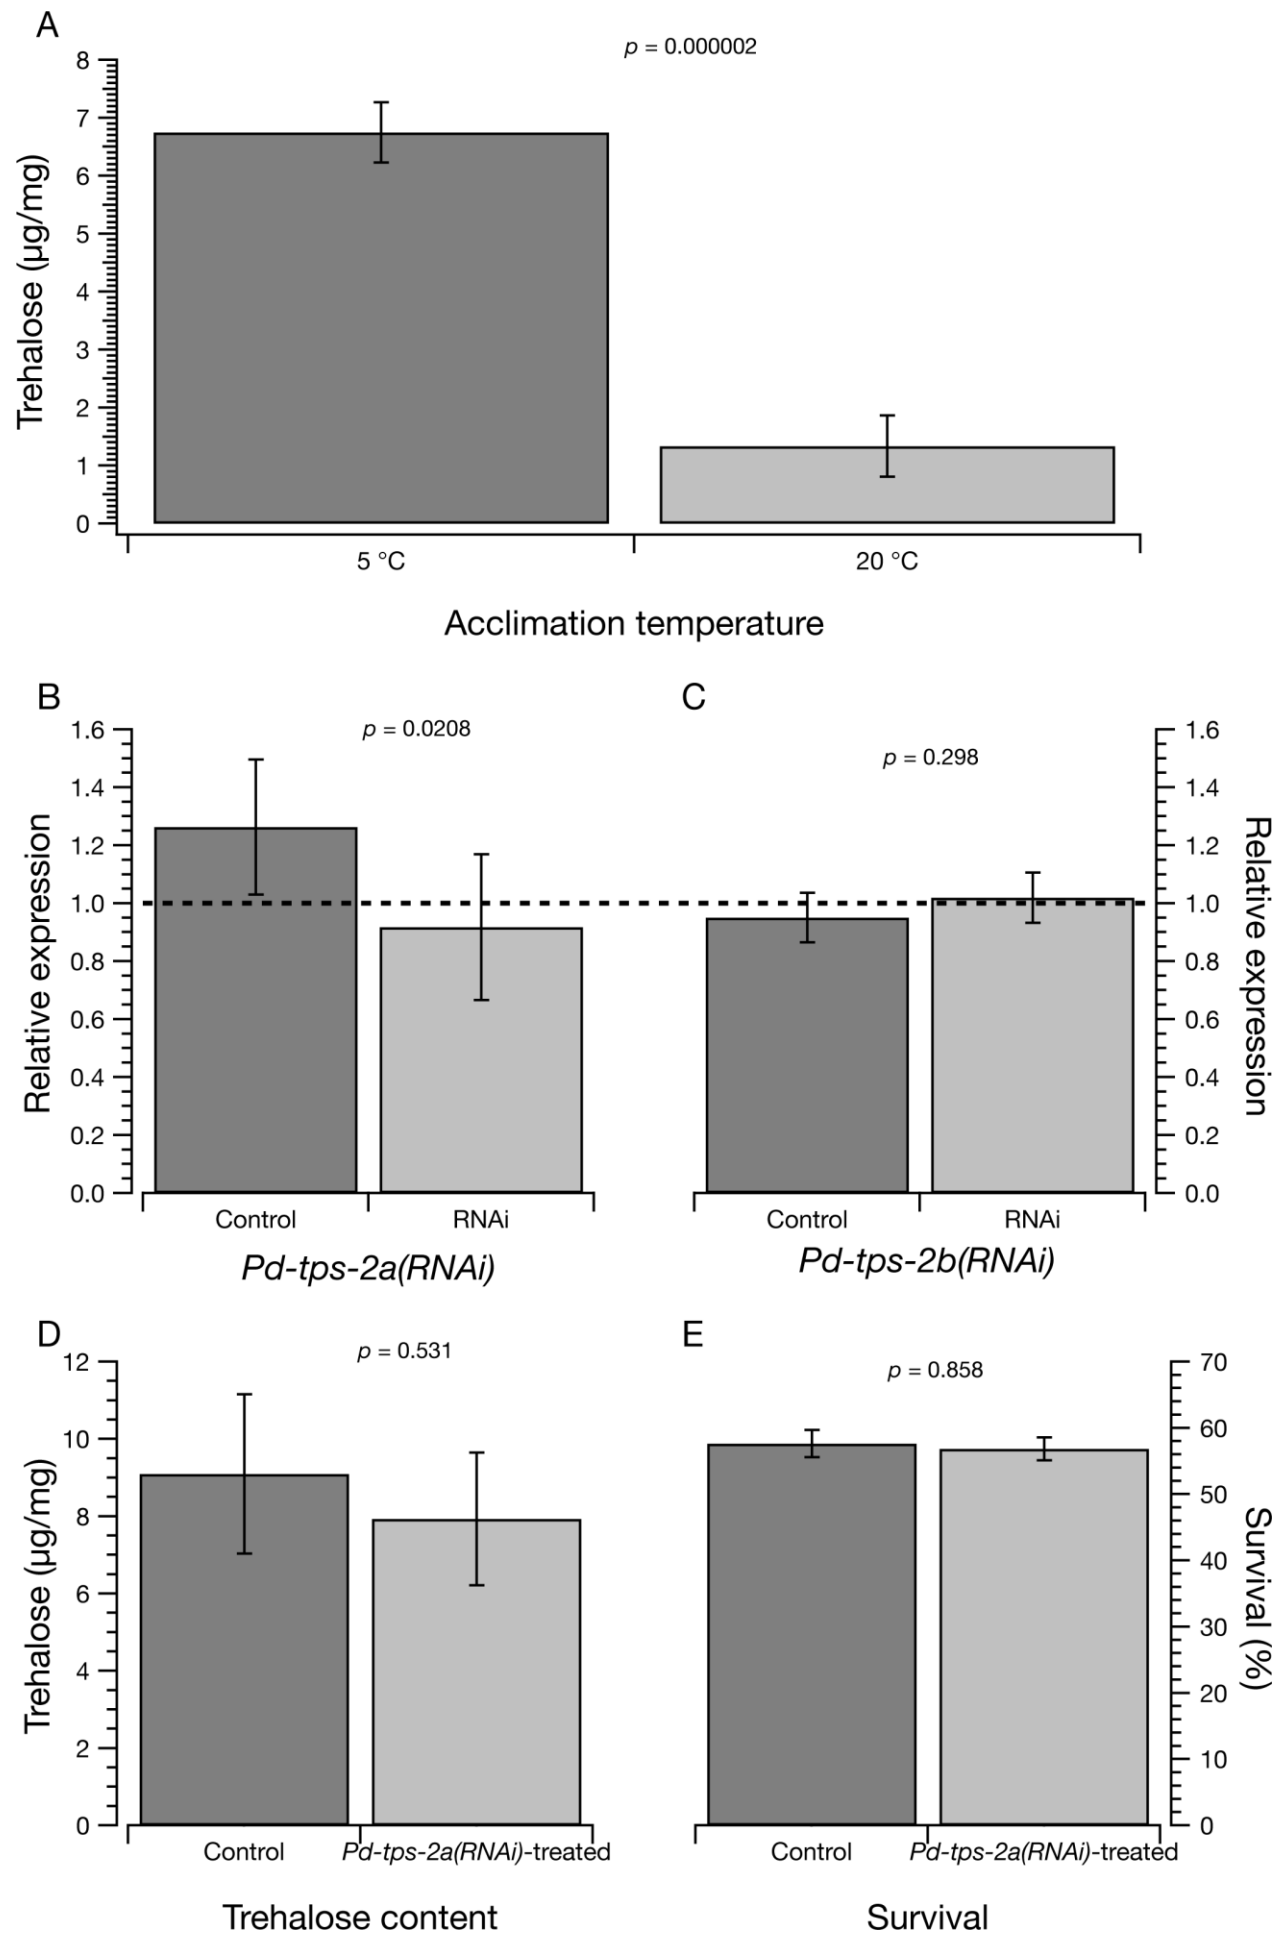 A
p = 0.000002
8
7
6
5
4
3
2
1
0
Trehalose (µg/mg)
5 °C
20 °C
Acclimation temperature
B
p = 0.0208
1.6
1.4
1.2
1.0
0.8
0.6
0.4
0.2
0.0
Relative expression
Control
RNAi
Pd-tps-2a(RNAi)
C
p = 0.298
1.6
1.4
1.2
1.0
0.8
0.6
0.4
0.2
0.0
Relative expression
Control
RNAi
Pd-tps-2b(RNAi)
D
p = 0.531
12
10
8
6
4
2
0
Trehalose (µg/mg)
Control
Pd-tps-2a(RNAi)-treated
Trehalose content
E
p = 0.858
70
60
50
40
30
20
10
0
Survival (%)
Control
Pd-tps-2a(RNAi)-treated
Survival